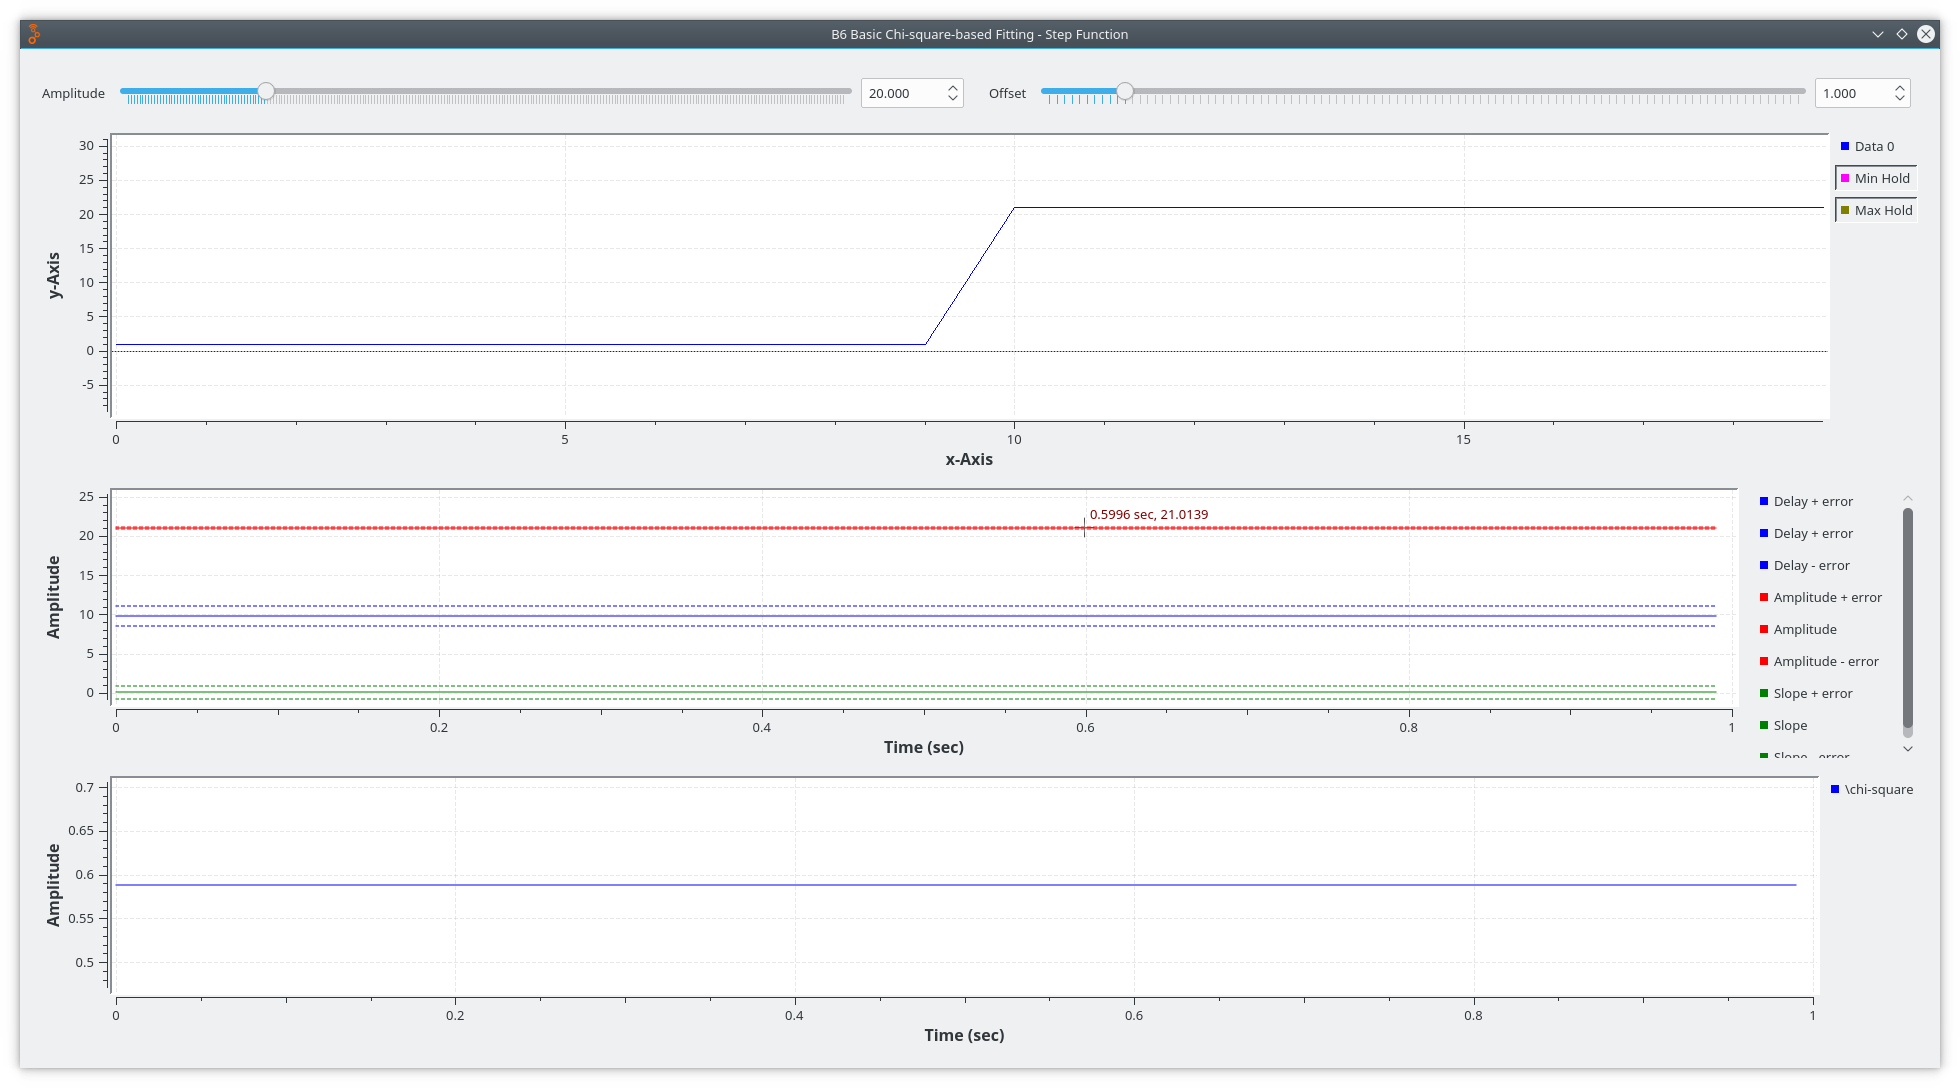 B6 Basic Chi-square-based Fitting - Step Function
Amplitude 20.000 Offset 1.000
30
25
20
15
10
5
0
-5
y-Axis
0 5 10 15
x-Axis
Data 0
Min Hold
Max Hold
25
20
15
10
5
0
Amplitude
0.5996 sec, 21.0139
0 0.2 0.4 0.6 0.8 1
Time (sec)
Delay + error
Delay + error
Delay - error
Amplitude + error
Amplitude
Amplitude - error
Slope + error
Slope
Slope - error
0.7
0.65
0.6
0.55
0.5
Amplitude
0 0.2 0.4 0.6 0.8 1
Time (sec)
\chi-square